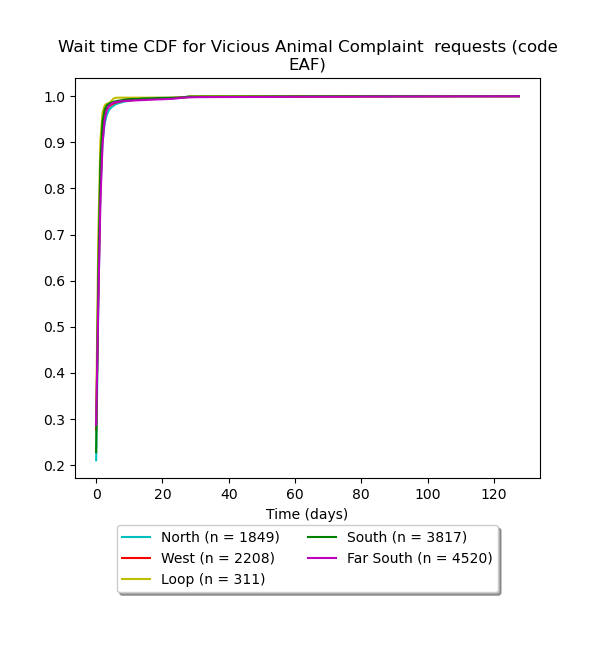 Wait time CDF for Vicious Animal Complaint  requests (code
EAF)
1.0
0.9
0.8
0.7
0.6
0.5
0.4
0.3
0.2
0 20 40 60 80 100 120
Time (days)
North (n = 1849) South (n = 3817)
West (n = 2208) Far South (n = 4520)
Loop (n = 311)